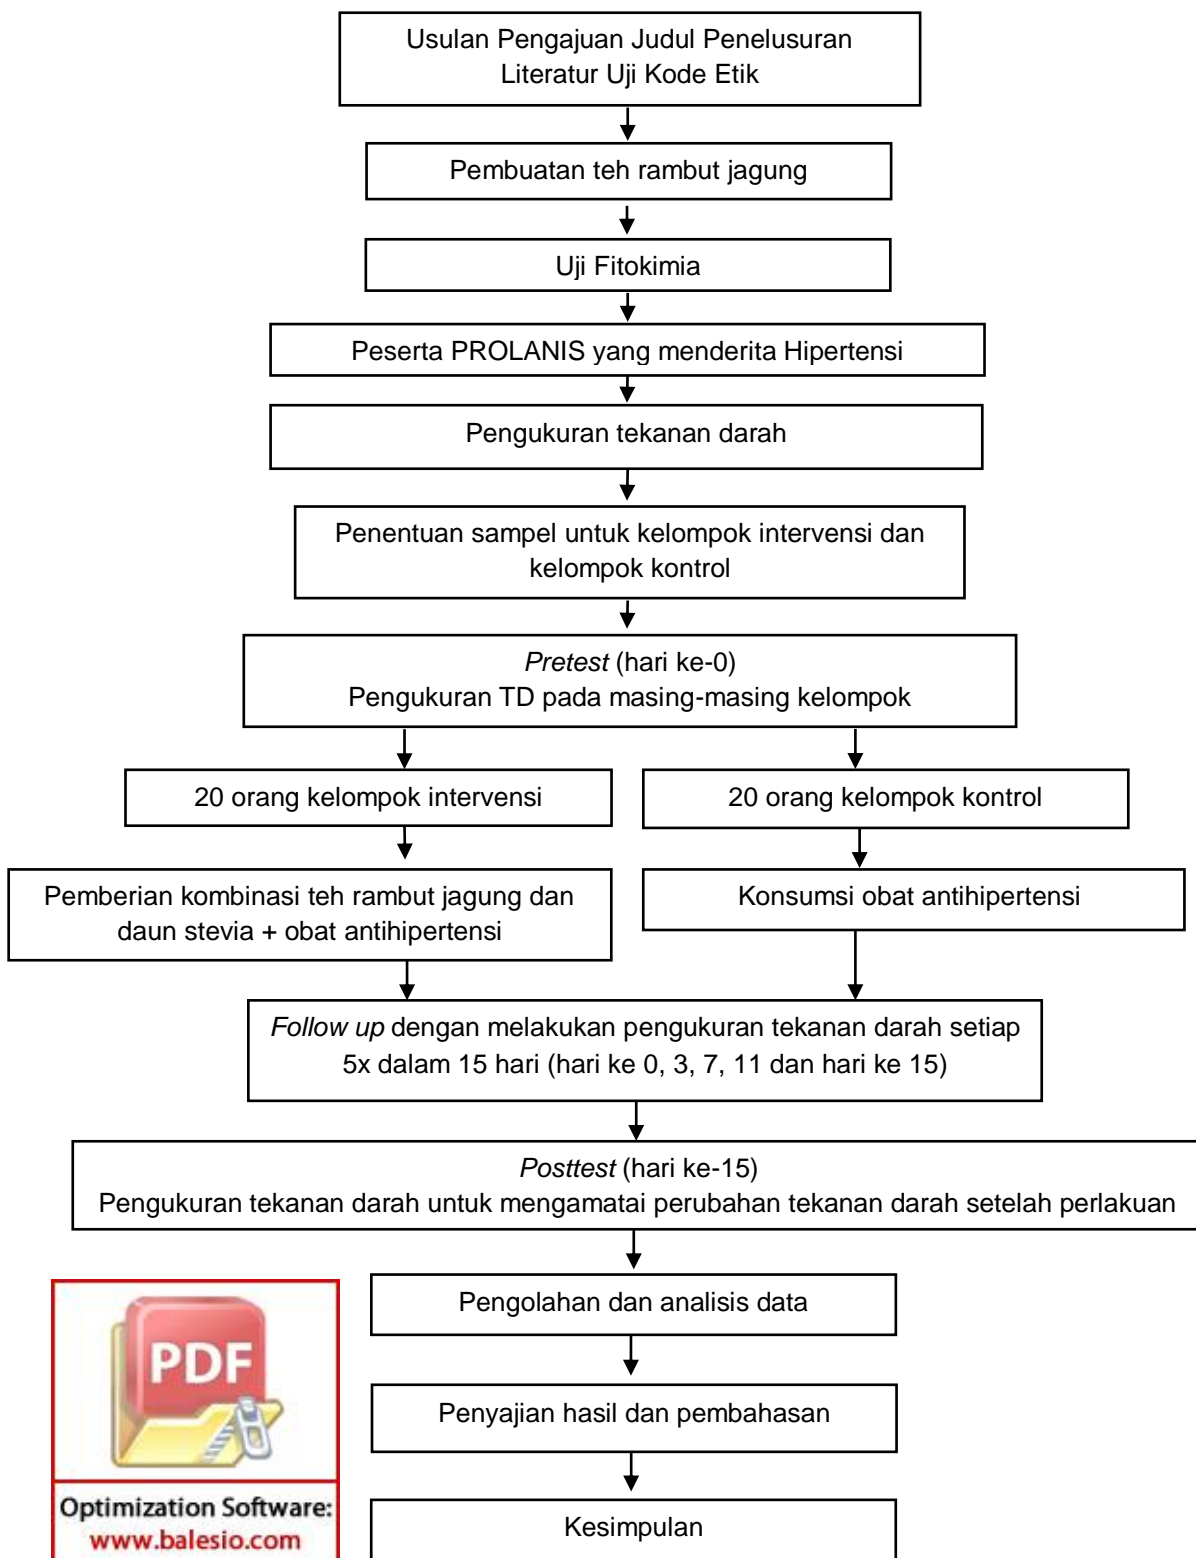 Usulan Pengajuan Judul Penelusuran
Literatur Uji Kode Etik
Pembuatan teh rambut jagung
Uji Fitokimia
Peserta PROLANIS yang menderita Hipertensi
Pengukuran tekanan darah
Penentuan sampel untuk kelompok intervensi dan
kelompok kontrol
Pretest (hari ke-0)
Pengukuran TD pada masing-masing kelompok
20 orang kelompok intervensi
20 orang kelompok kontrol
Pemberian kombinasi teh rambut jagung dan
daun stevia + obat antihipertensi
Konsumsi obat antihipertensi
Follow up dengan melakukan pengukuran tekanan darah setiap
5x dalam 15 hari (hari ke 0, 3, 7, 11 dan hari ke 15)
Posttest (hari ke-15)
Pengukuran tekanan darah untuk mengamatai perubahan tekanan darah setelah perlakuan
Pengolahan dan analisis data
Penyajian hasil dan pembahasan
Kesimpulan
PDF
Optimization Software:
www.balesio.com